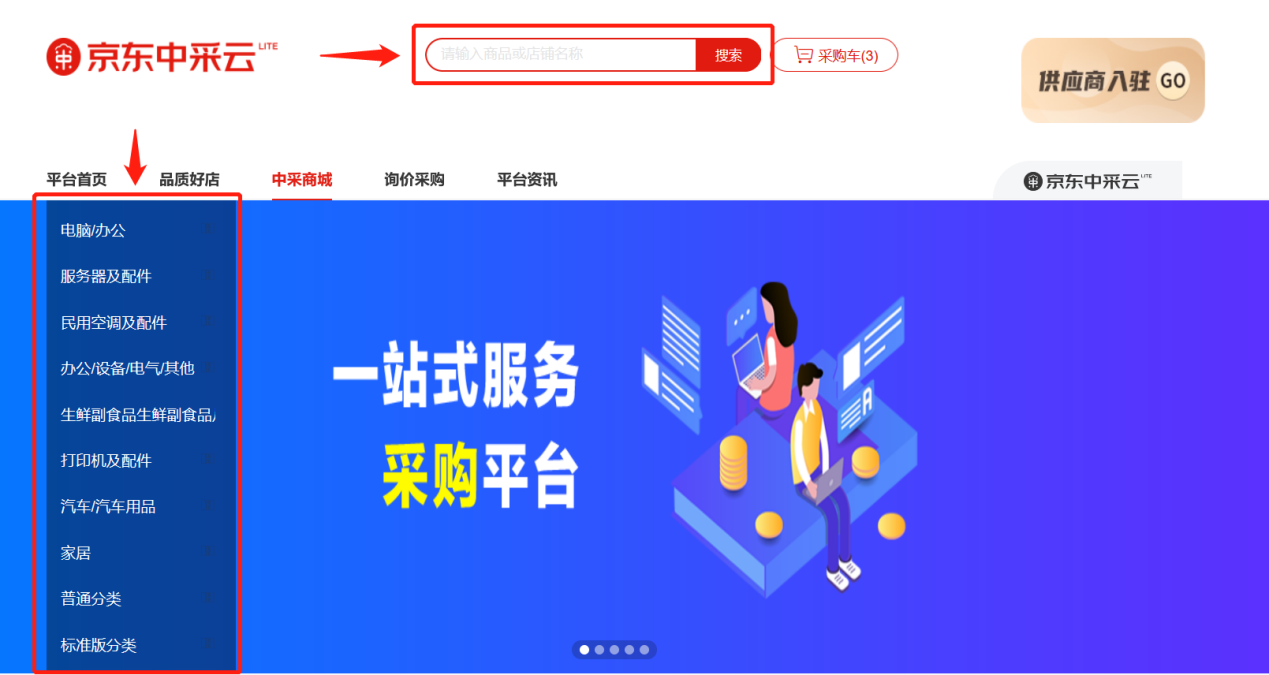 京东中采云 LITE
请输入商品或店铺名称
搜索
采购车(3)
供应商入驻 GO
平台首页
品质好店
中采商城
询价采购
平台资讯
京东中采云 LITE
电脑/办公
服务器及配件
民用空调及配件
办公/设备/电气/其他
生鲜副食品生鲜副食品/
打印机及配件
汽车/汽车用品
家居
普通分类
标准版分类
一站式服务
采购平台